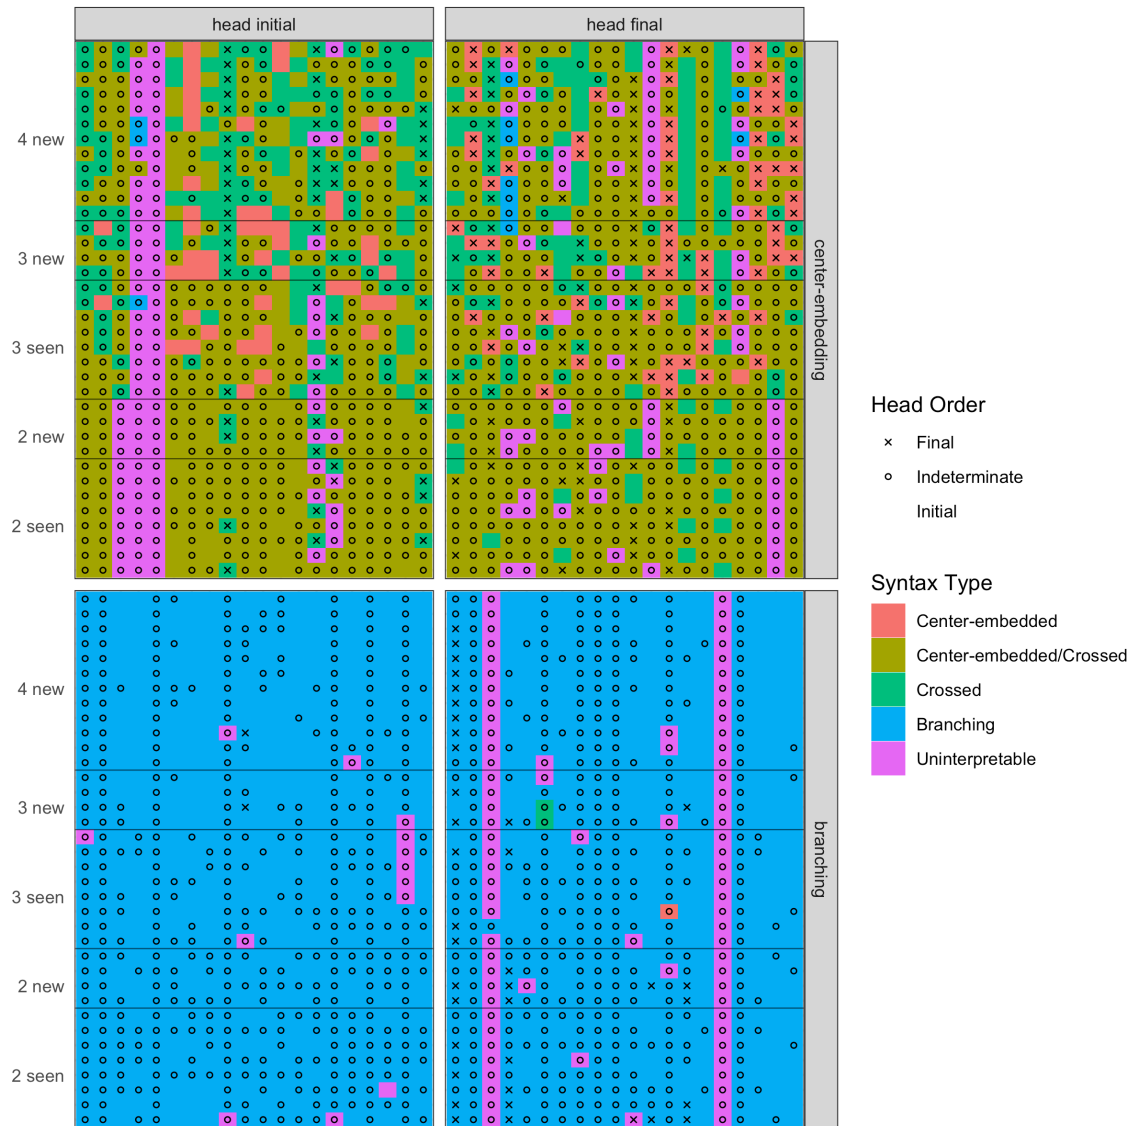 head initial
head final
4 new
3 new
3 seen
2 new
2 seen
center-embedding
4 new
3 new
3 seen
2 new
2 seen
branching
Head Order
Final
Indeterminate
Initial
Syntax Type
Center-embedded
Center-embedded/Crossed
Crossed
Branching
Uninterpretable